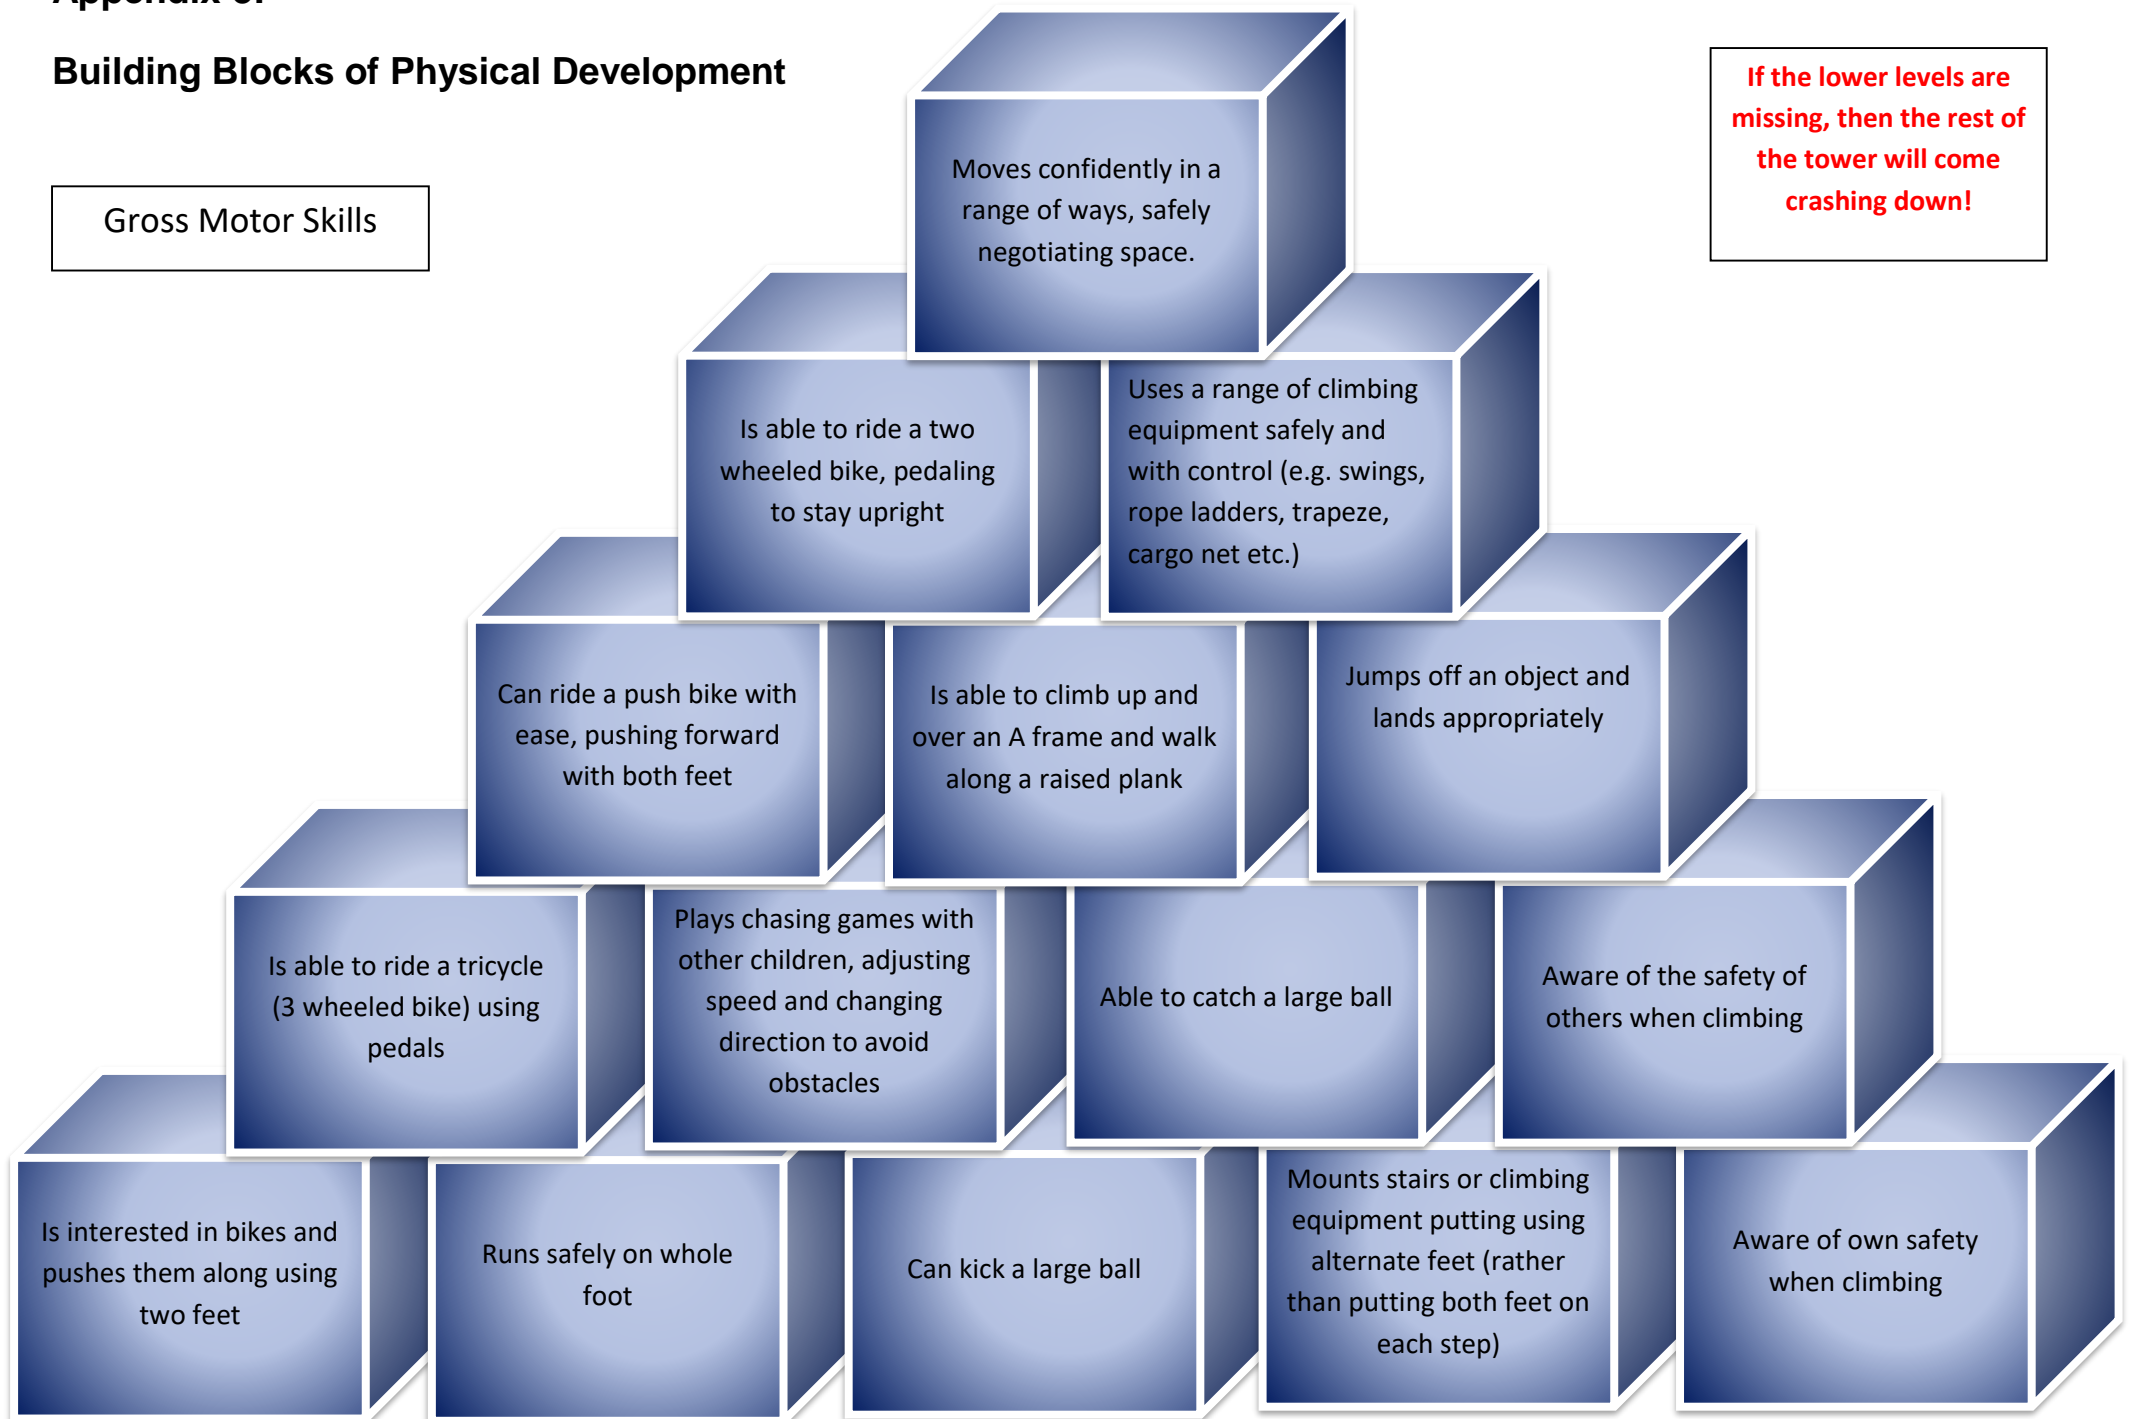 Building Blocks of Physical Development
Gross Motor Skills
If the lower levels are
missing, then the rest of
the tower will come
crashing down!
Moves confidently in a
range of ways, safely
negotiating space.
Is able to ride a two
wheeled bike, pedaling
to stay upright
Uses a range of climbing
equipment safely and
with control (e.g. swings,
rope ladders, trapeze,
cargo net etc.)
Can ride a push bike with
ease, pushing forward
with both feet
Is able to climb up and
over an A frame and walk
along a raised plank
Jumps off an object and
lands appropriately
Is able to ride a tricycle
(3 wheeled bike) using
pedals
Plays chasing games with
other children, adjusting
speed and changing
direction to avoid
obstacles
Able to catch a large ball
Aware of the safety of
others when climbing
Is interested in bikes and
pushes them along using
two feet
Runs safely on whole
foot
Can kick a large ball
Mounts stairs or climbing
equipment putting using
alternate feet (rather
than putting both feet on
each step)
Aware of own safety
when climbing